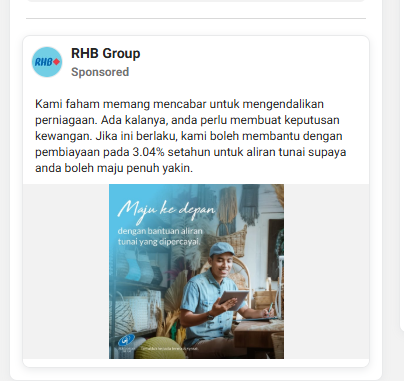 RHB
RHB Group
Sponsored
Kami faham memang mencabar untuk mengendalikan
perniagaan. Ada kalanya, anda perlu membuat keputusan
kewangan. Jika ini berlaku, kami boleh membantu dengan
pembiayaan pada 3.04% setahun untuk aliran tunai supaya
anda boleh maju penuh yakin.
Maju ke depan
dengan bantuan aliran
tunai yang dipercayai.